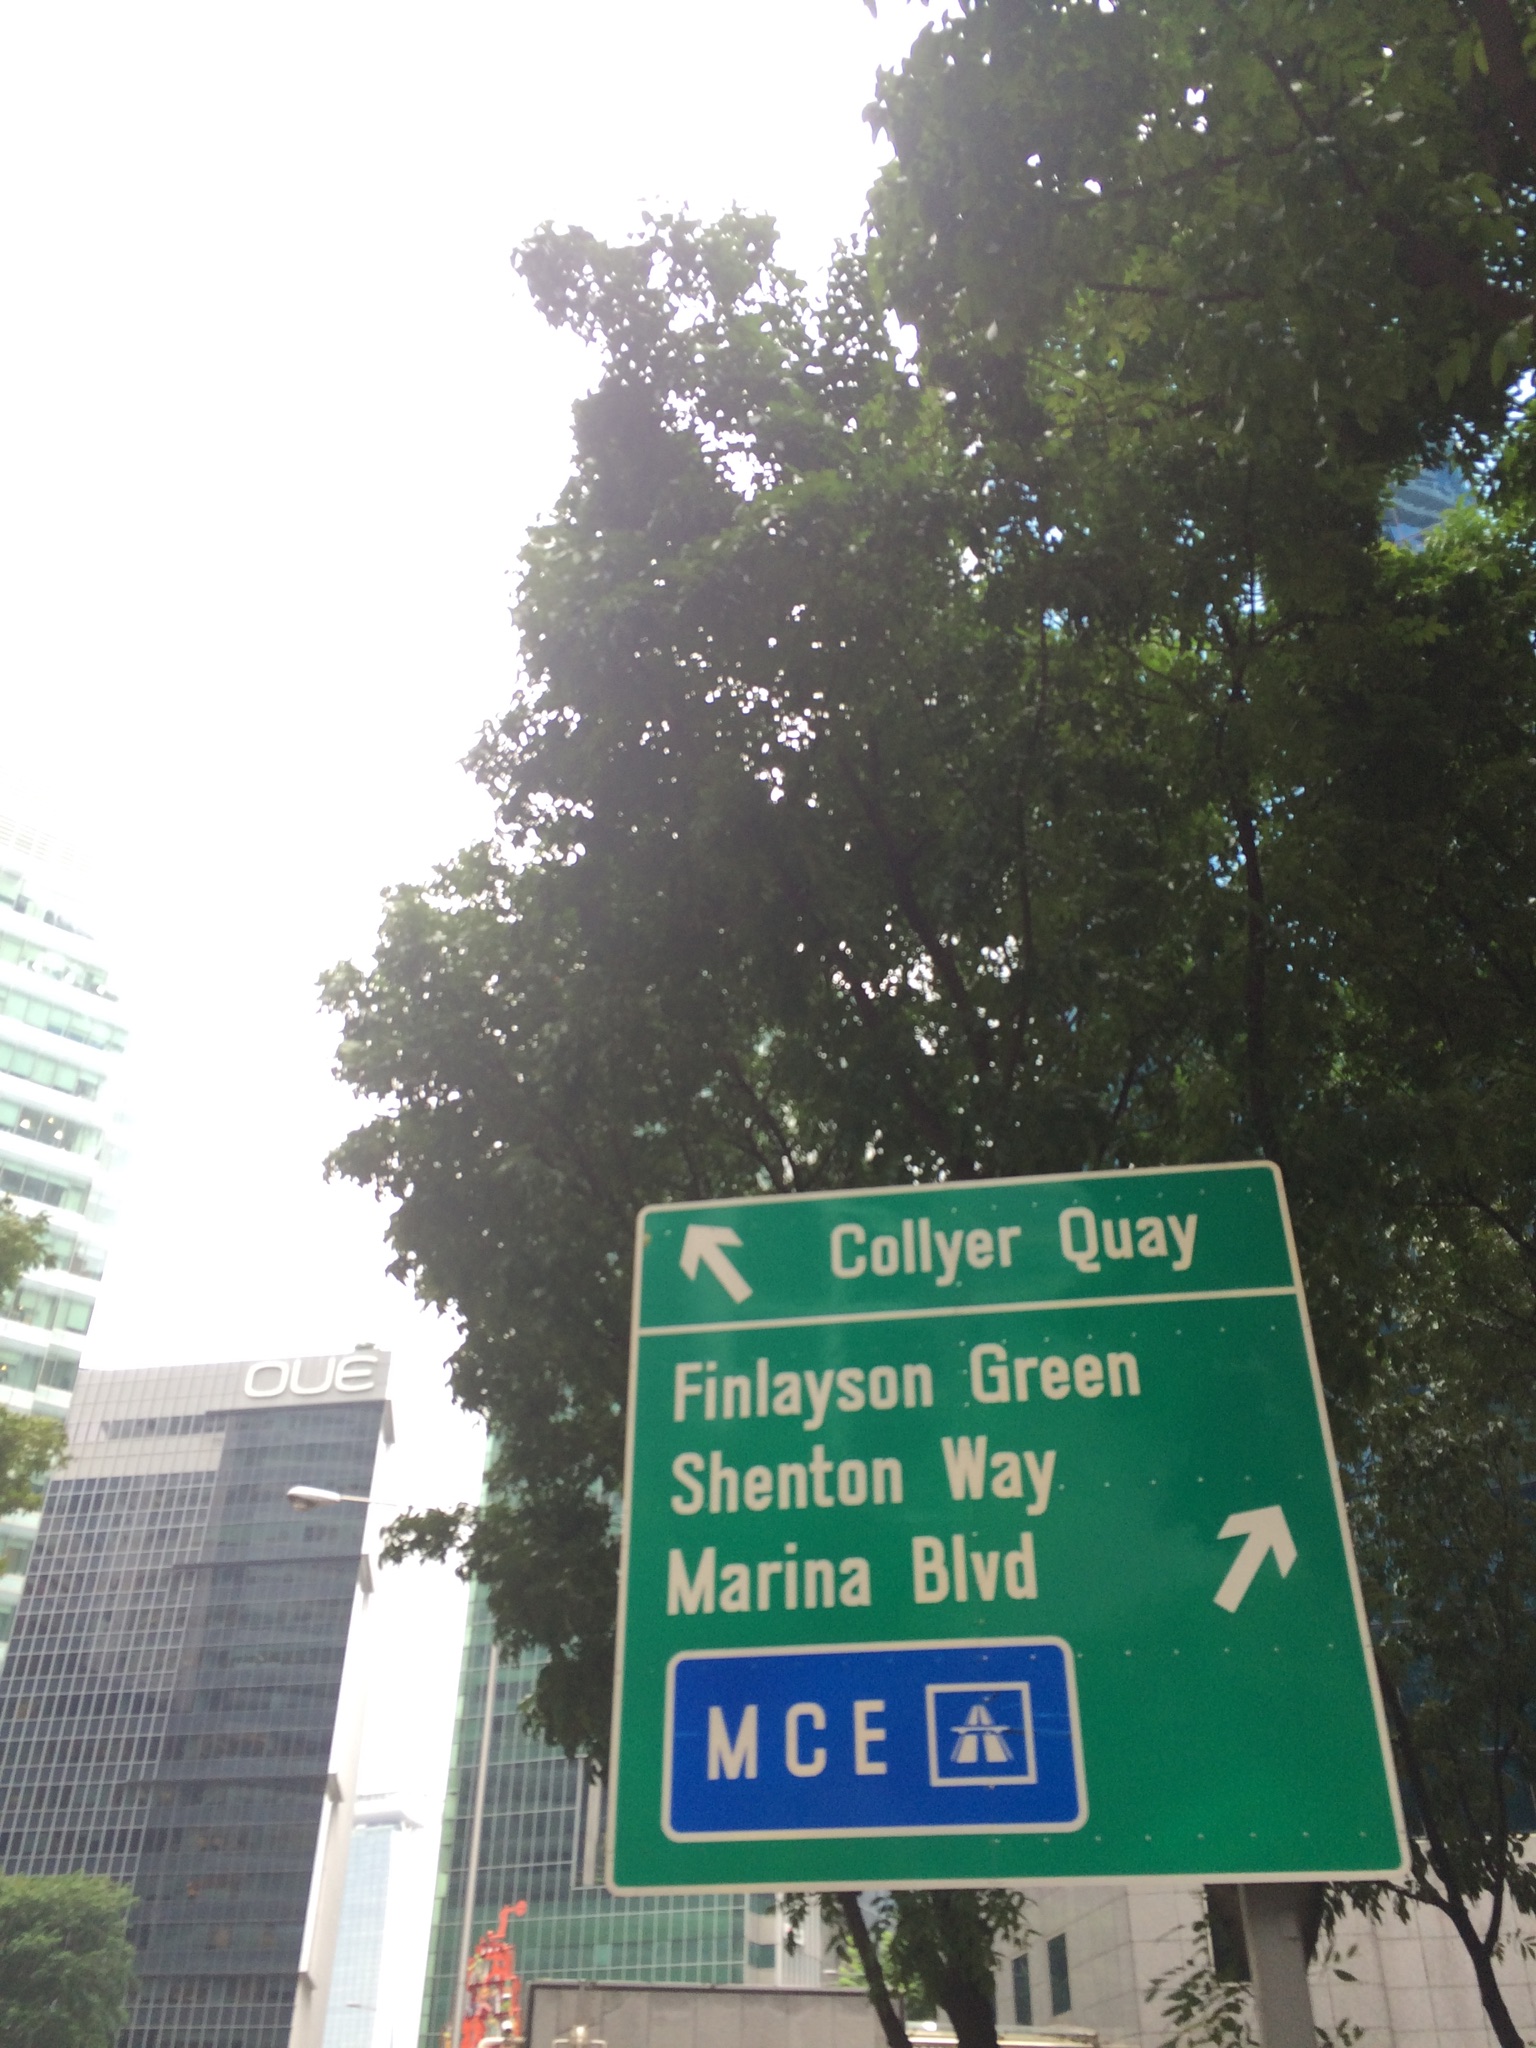 Collyer Quay
Finlayson Green
Shenton Way
Marina Blvd
MCE
OUE